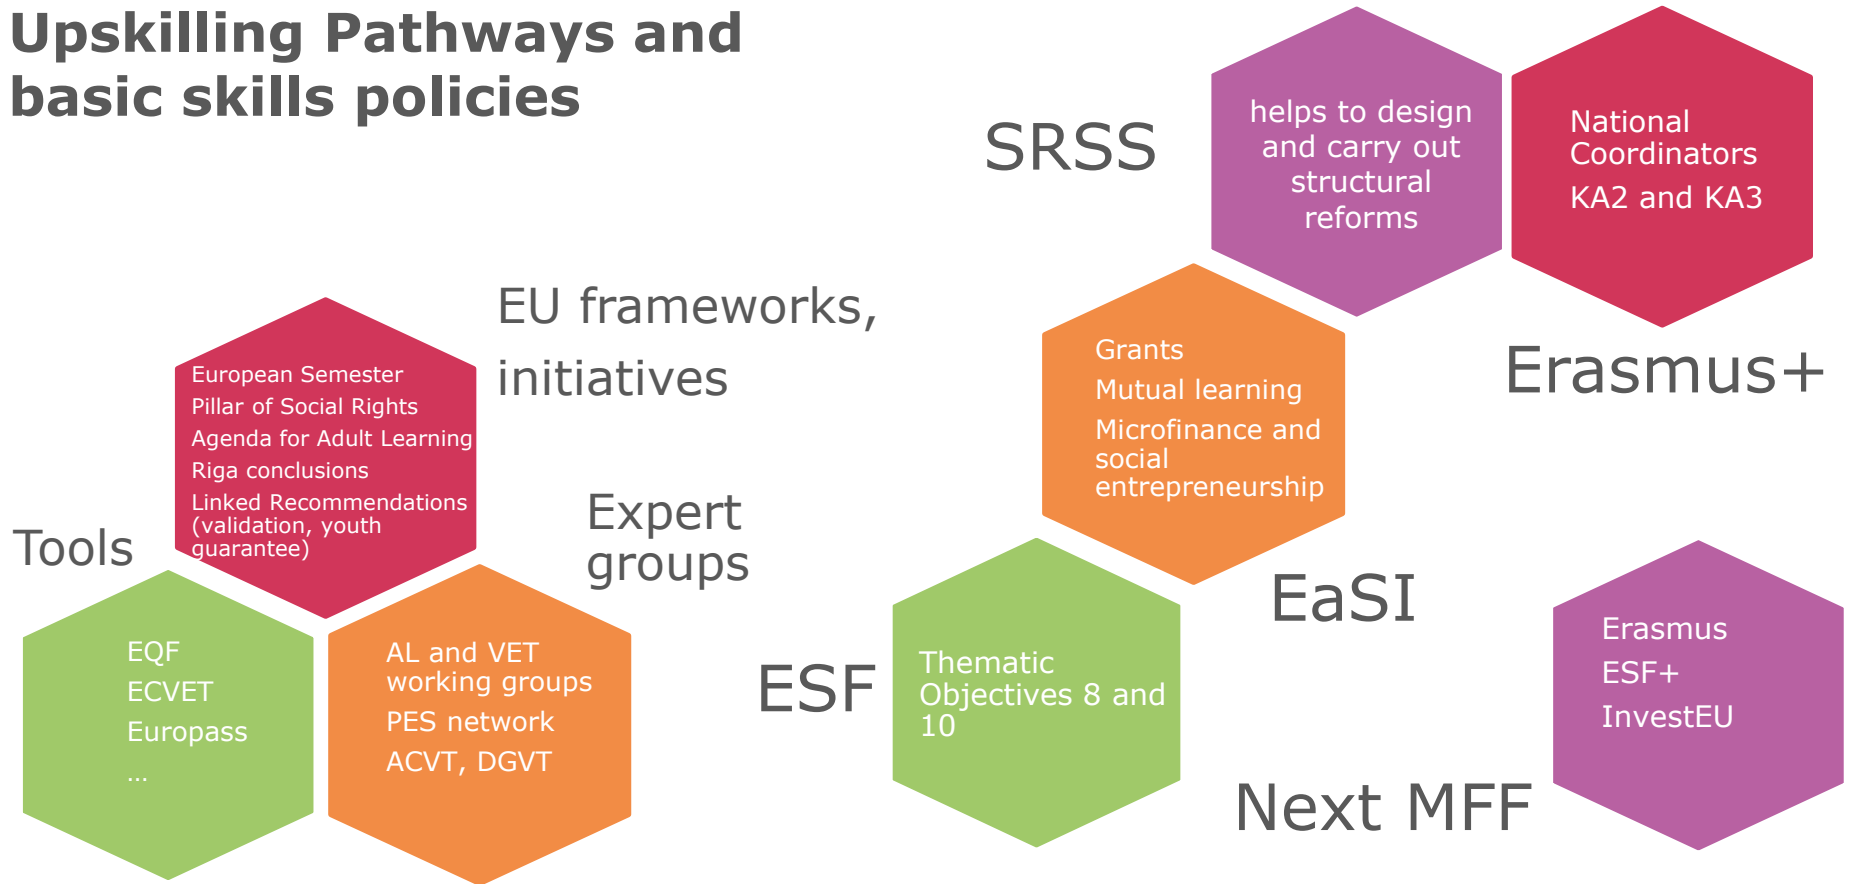 Upskilling Pathways and
basic skills policies
EU frameworks,
initiatives
European Semester
Pillar of Social Rights
Agenda for Adult Learning
Riga conclusions
Linked Recommendations
(validation, youth
guarantee)
Tools
EQF
ECVET
Europass
...
Expert
groups
AL and VET
working groups
PES network
ACVT, DGVT
SRSS
helps to design
and carry out
structural
reforms
National
Coordinators
KA2 and KA3
Erasmus+
Grants
Mutual learning
Microfinance and
social
entrepreneurship
EaSI
ESF
Thematic
Objectives 8 and
10
Next MFF
Erasmus
ESF+
InvestEU